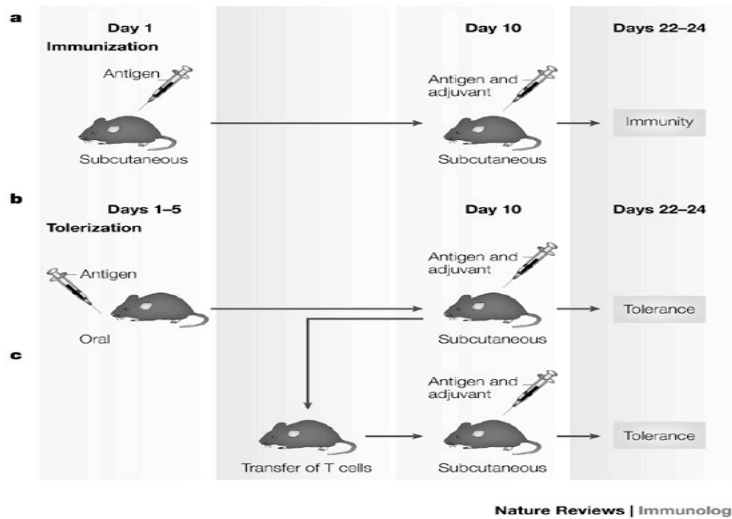 a
Day 1
Day 10
Days 22–24
Immunization
Antigen
Antigen and
adjuvant
Immunity
Subcutaneous
Subcutaneous
b
Days 1–5
Day 10
Days 22–24
Tolerization
Antigen and
adjuvant
Antigen
Tolerance
Oral
Subcutaneous
c
Antigen and
adjuvant
Tolerance
Transfer of T cells
Subcutaneous
Nature Reviews | Immunolog